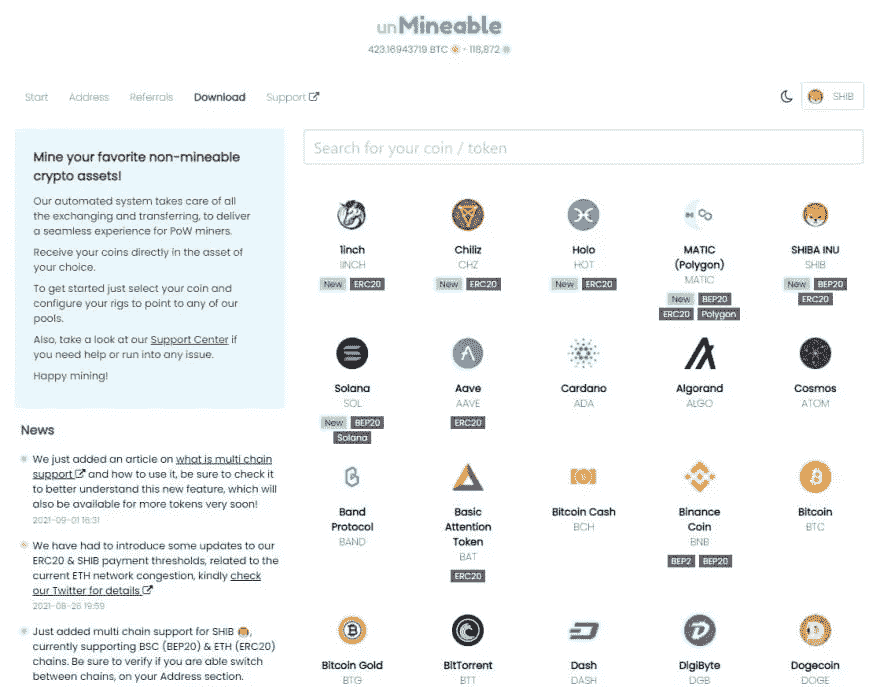 unMineable
423.16943719 BTC - 118,872
Start Address Referrals Download Support
SHIB
Mine your favorite non-mineable
crypto assets!
Our automated system takes care of all
the exchanging and transferring, to deliver
a seamless experience for PoW miners.
Receive your coins directly in the asset of
your choice.
To get started just select your coin and
configure your rigs to point to any of our
pools.
Also, take a look at our Support Center if
you need help or run into any issue.
Happy mining!
News
We just added an article on what is multi chain
support and how to use it, be sure to check it
to better understand this new feature, which will
also be available for more tokens very soon!
2021-09-01 16:31
We have had to introduce some updates to our
ERC20 & SHIB payment thresholds, related to the
current ETH network congestion, kindly check
our Twitter for details
2021-08-26 19:59
Just added multi chain support for SHIB ,
currently supporting BSC (BEP20) & ETH (ERC20)
chains. Be sure to verify if you are able switch
between chains, on your Address section.
Search for your coin / token
1inch
1INCH
New ERC20
Chiliz
CHZ
New ERC20
Holo
HOT
New ERC20
MATIC
(Polygon)
MATIC
New BEP20
ERC20 Polygon
SHIBA INU
SHIB
New BEP20
ERC20
Solana
SOL
New BEP20
Solana
Aave
AAVE
ERC20
Cardano
ADA
Algorand
ALGO
Cosmos
ATOM
Band
Protocol
BAND
Basic
Attention
Token
BAT
ERC20
Bitcoin Cash
BCH
Binance
Coin
BNB
BEP2 BEP20
Bitcoin
BTC
Bitcoin Gold
BTG
BitTorrent
BTT
Dash
DASH
DigiByte
DGB
Dogecoin
DOGE